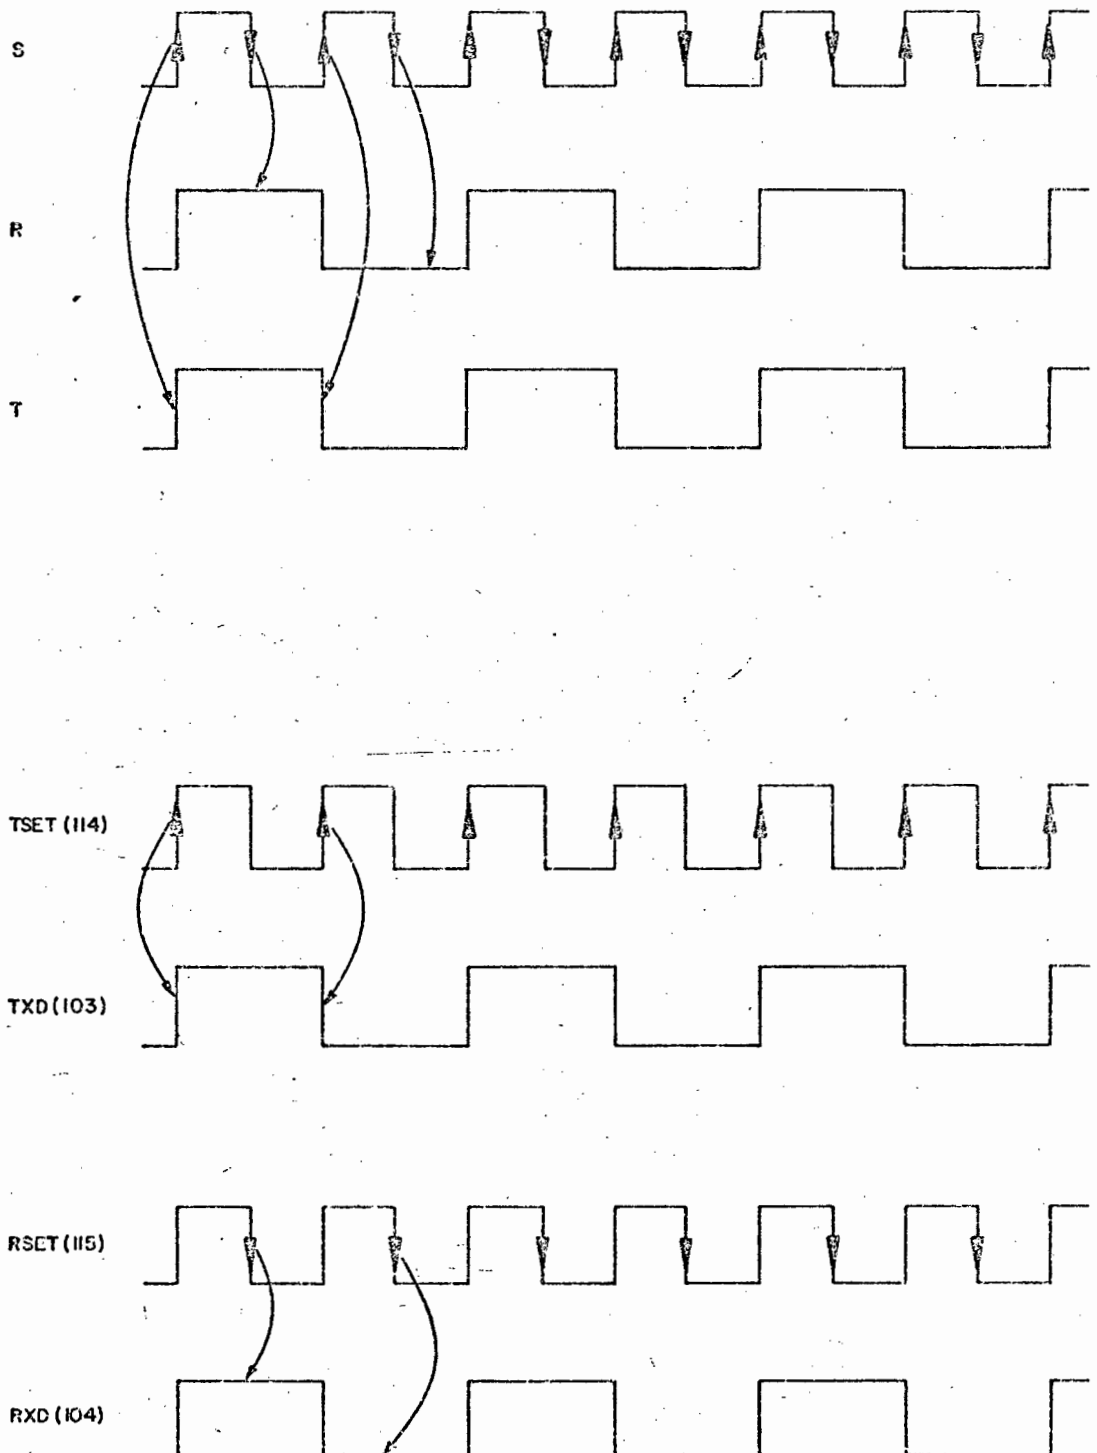 S
R
T
TSET (114)
TXD (103)
RSET (115)
RXD (104)